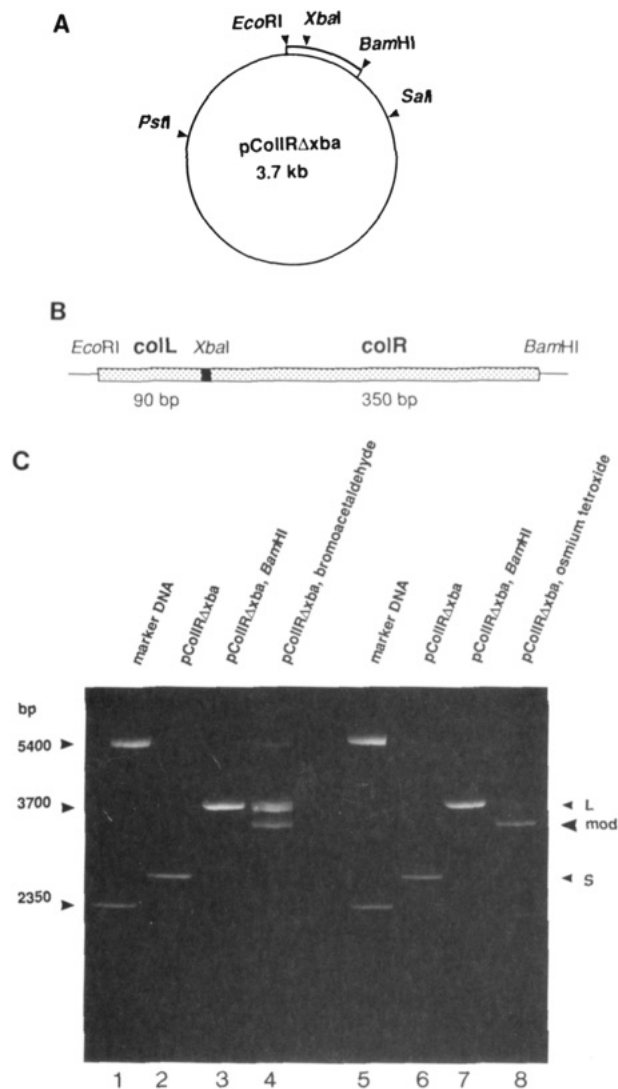 A
EcoRI
XbaI
BamHI
SalI
PstI
pColIRΔxba
3.7 kb
B
EcoRI
colL
XbaI
colR
BamHI
90 bp
350 bp
C
marker DNA
pColIRΔxba
pColIRΔxba, BamHI
pColIRΔxba, bromoacetaldehyde
marker DNA
pColIRΔxba
pColIRΔxba, BamHI
pColIRΔxba, osmium tetroxide
bp
5400
3700
2350
L
mod
S
1 2 3 4 5 6 7 8